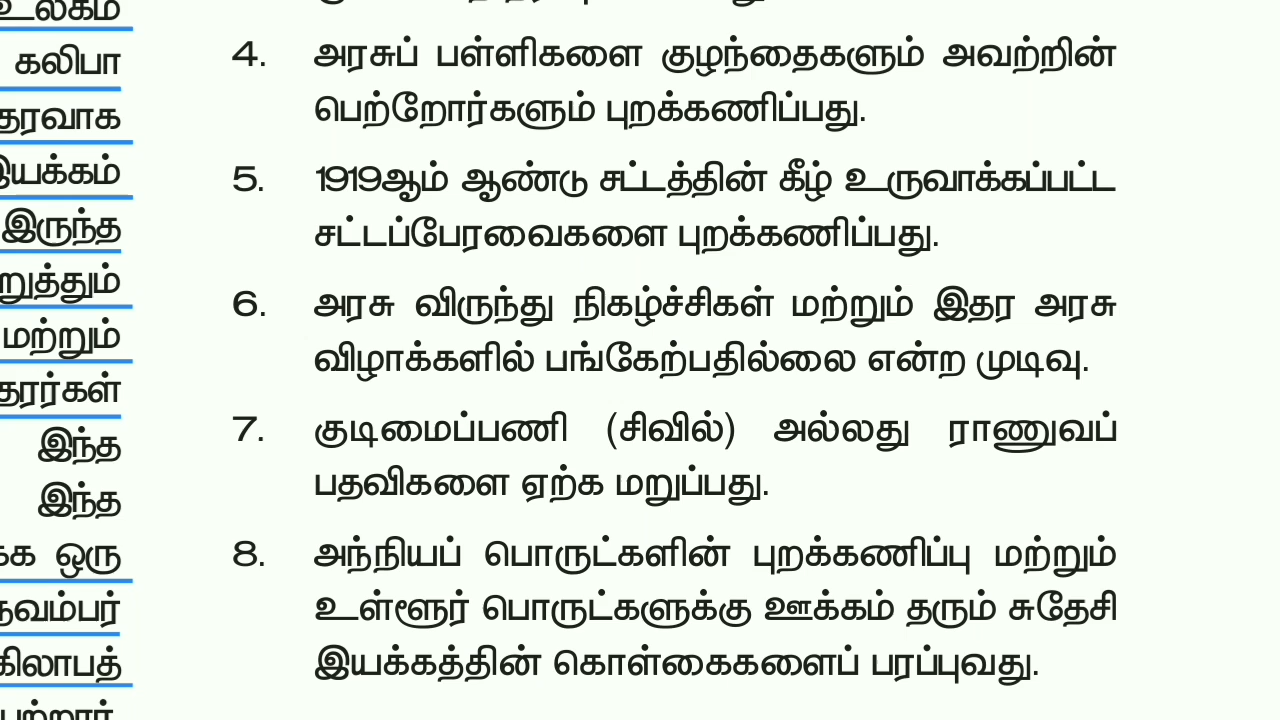 உலகம்
கலிபா
தரவாக
இயக்கம்
இருந்த
றுத்தும்
மற்றும்
தரர்கள்
இந்த
இந்த
க்க ஒரு
நவம்பர்
கிலாபத்
4. அரசுப் பள்ளிகளை குழந்தைகளும் அவற்றின்
பெற்றோர்களும் புறக்கணிப்பது.
5. 1919ஆம் ஆண்டு சட்டத்தின் கீழ் உருவாக்கப்பட்ட
சட்டப்பேரவைகளை புறக்கணிப்பது.
6. அரசு விருந்து நிகழ்ச்சிகள் மற்றும் இதர அரசு
விழாக்களில் பங்கேற்பதில்லை என்ற முடிவு.
7. குடிமைப்பணி (சிவில்) அல்லது ராணுவப்
பதவிகளை ஏற்க மறுப்பது.
8. அந்நியப் பொருட்களின் புறக்கணிப்பு மற்றும்
உள்ளூர் பொருட்களுக்கு ஊக்கம் தரும் சுதேசி
இயக்கத்தின் கொள்கைகளைப் பரப்புவது.